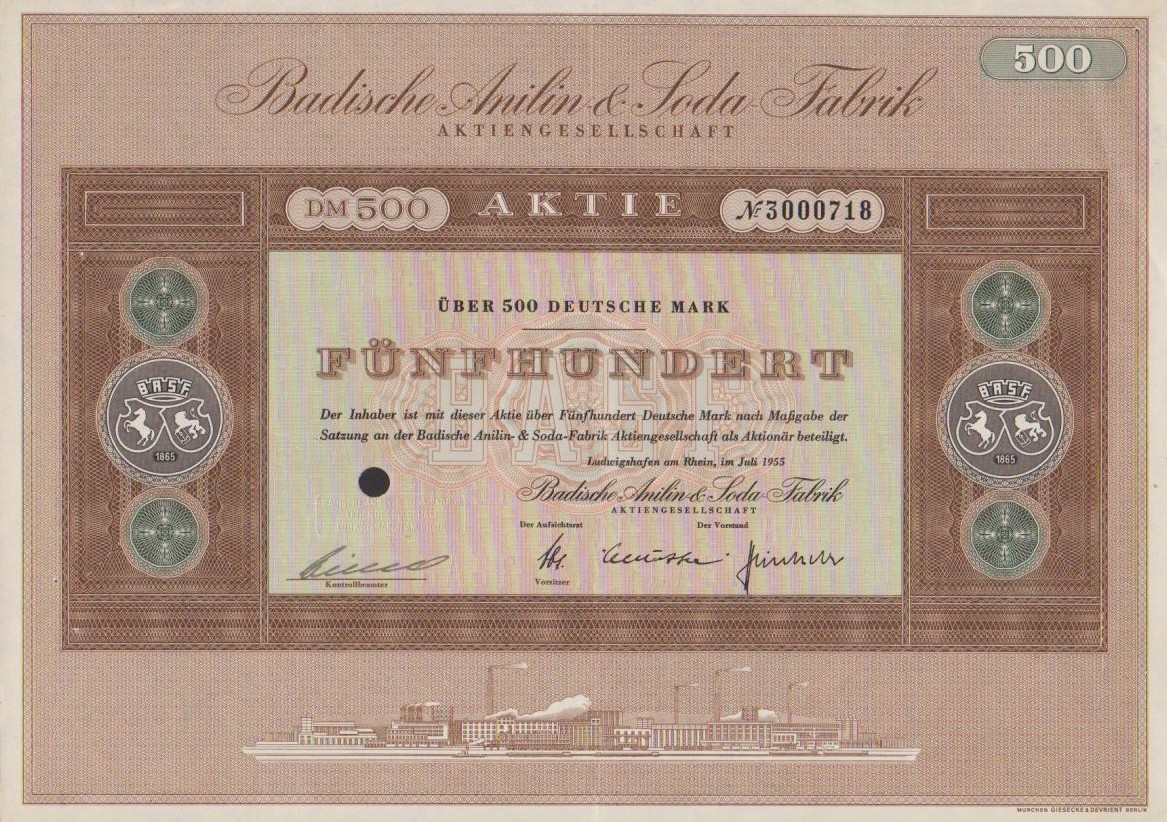 500
Badische Anilin- & Soda-Fabrik
AKTIENGESELLSCHAFT
DM 500 AKTIE № 3000718
ÜBER 500 DEUTSCHE MARK
FÜNFHUNDERT
BASF
Der Inhaber ist mit dieser Aktie über Fünfhundert Deutsche Mark nach Maßgabe der
Satzung an der Badische Anilin- & Soda-Fabrik Aktiengesellschaft als Aktionär beteiligt.
Ludwigshafen am Rhein, im Juli 1955
Badische Anilin- & Soda-Fabrik
AKTIENGESELLSCHAFT
Der Aufsichtsrat Der Vorstand
Kontrollbeamter Vorsitzer
B·A·S·F
1865
B·A·S·F
1865
MÜNCHEN GIESECKE & DEVRIENT BERLIN